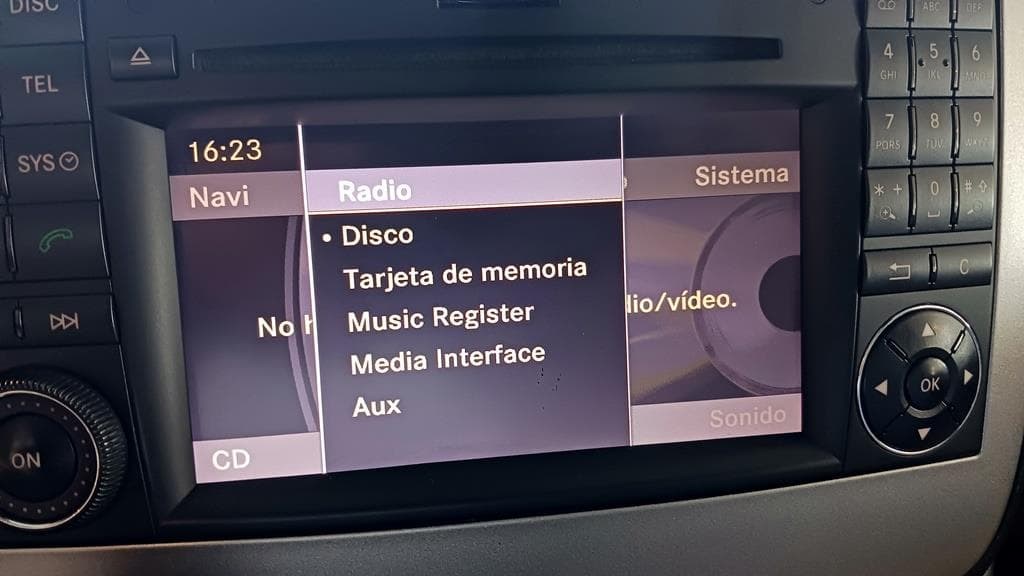 DISC
TEL
SYS
ON
16:23
Navi
Radio
Sistema
• Disco
Tarjeta de memoria
Music Register
Media Interface
Aux
No
dio/vídeo.
CD
Sonido
ABC
DEF
4 GHI
5 JKL
6 MNO
7 PQRS
8 TUV
9 WXYZ
* +
0
#
C
OK